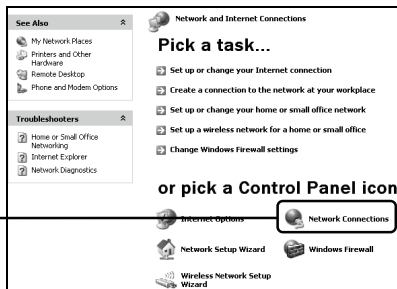 See Also
My Network Places
Printers and Other
Hardware
Remote Desktop
Phone and Modem Options
Troubleshooters
Home or Small Office
Networking
Internet Explorer
Network Diagnostics
Network and Internet Connections
Pick a task...
Set up or change your Internet connection
Create a connection to the network at your workplace
Set up or change your home or small office network
Set up a wireless network for a home or small office
Change Windows Firewall settings
or pick a Control Panel icon
Internet Options
Network Connections
Network Setup Wizard
Windows Firewall
Wireless Network Setup
Wizard